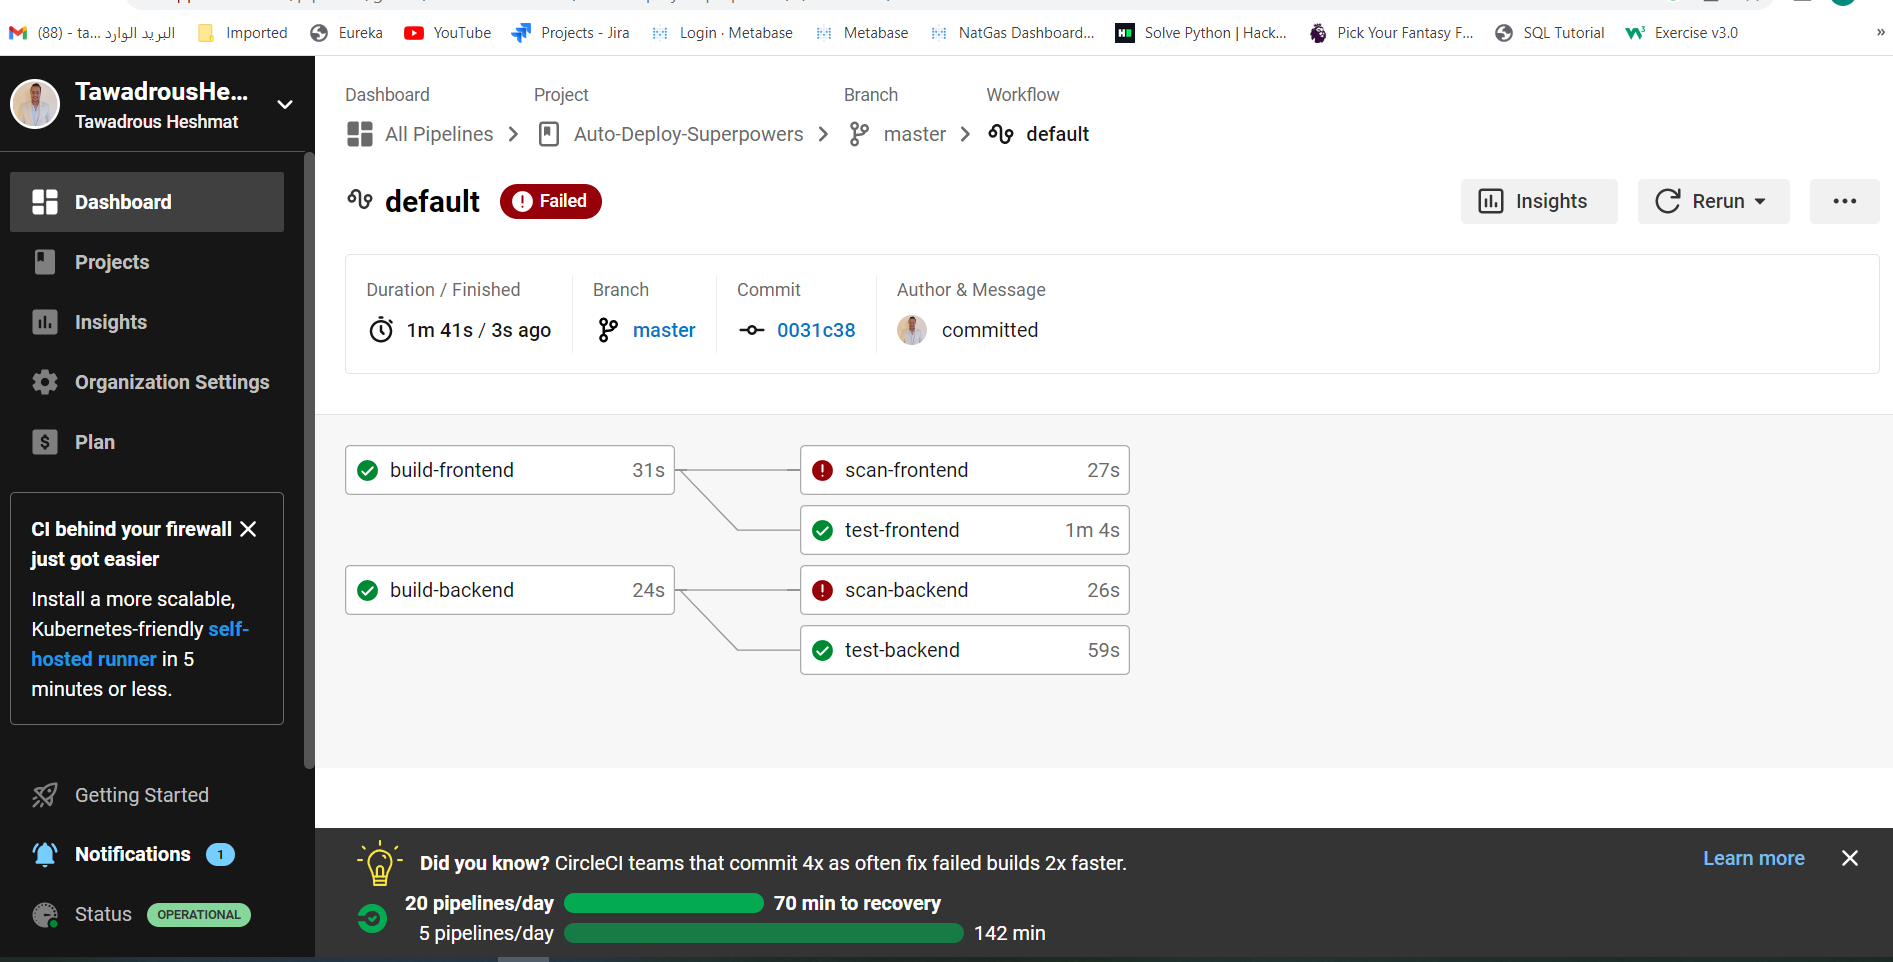 (88) - ta... البريد الوارد
Imported
Eureka
YouTube
Projects - Jira
Login · Metabase
Metabase
NatGas Dashboard...
Solve Python | Hack...
Pick Your Fantasy F...
SQL Tutorial
Exercise v3.0
»
TawadrousHe...
Tawadrous Heshmat
Dashboard
Projects
Insights
Organization Settings
Plan
CI behind your firewall
just got easier
Install a more scalable,
Kubernetes-friendly self-
hosted runner in 5
minutes or less.
Getting Started
Notifications 1
Status OPERATIONAL
Dashboard Project Branch Workflow
All Pipelines Auto-Deploy-Superpowers master default
default Failed
Insights Rerun
Duration / Finished Branch Commit Author & Message
1m 41s / 3s ago master 0031c38 committed
build-frontend 31s
scan-frontend 27s
test-frontend 1m 4s
build-backend 24s
scan-backend 26s
test-backend 59s
Did you know? CircleCI teams that commit 4x as often fix failed builds 2x faster.
Learn more
20 pipelines/day 70 min to recovery
5 pipelines/day 142 min